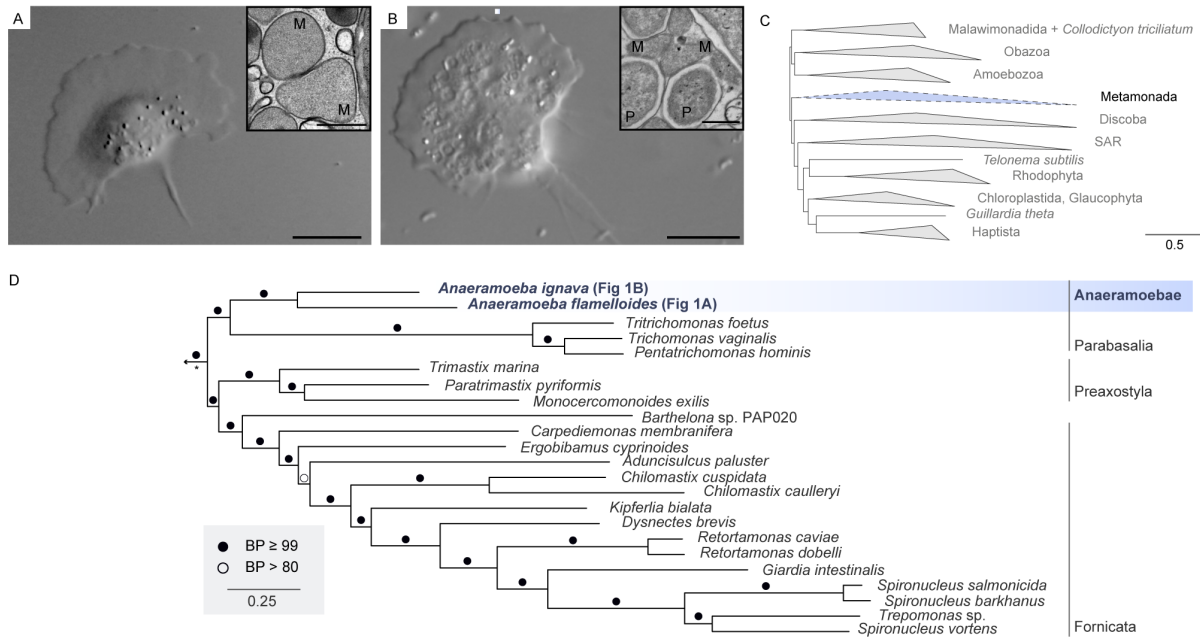 A
M
M
B
M
M
P
P
C
Malawimonadida + Collodictyon triciliatum
Obazoa
Amoebozoa
Metamonada
Discoba
SAR
Telonema subtilis
Rhodophyta
Chloroplastida, Glaucophyta
Guillardia theta
Haptista
0.5
D
Anaeramoeba ignava (Fig 1B)
Anaeramoeba flamelloides (Fig 1A)
Anaeramoebae
Tritrichomonas foetus
Trichomonas vaginalis
Pentatrichomonas hominis
Parabasalia
*
Trimastix marina
Paratrimastix pyriformis
Monocercomonoides exilis
Preaxostyla
Barthelona sp. PAP020
Carpediemonas membranifera
Ergobibamus cyprinoides
Aduncisulcus paluster
Chilomastix cuspidata
Chilomastix caulleryi
Kipferlia bialata
Dysnectes brevis
Retortamonas caviae
Retortamonas dobelli
Giardia intestinalis
Spironucleus salmonicida
Spironucleus barkhanus
Trepomonas sp.
Spironucleus vortens
Fornicata
BP ≥ 99
BP > 80
0.25